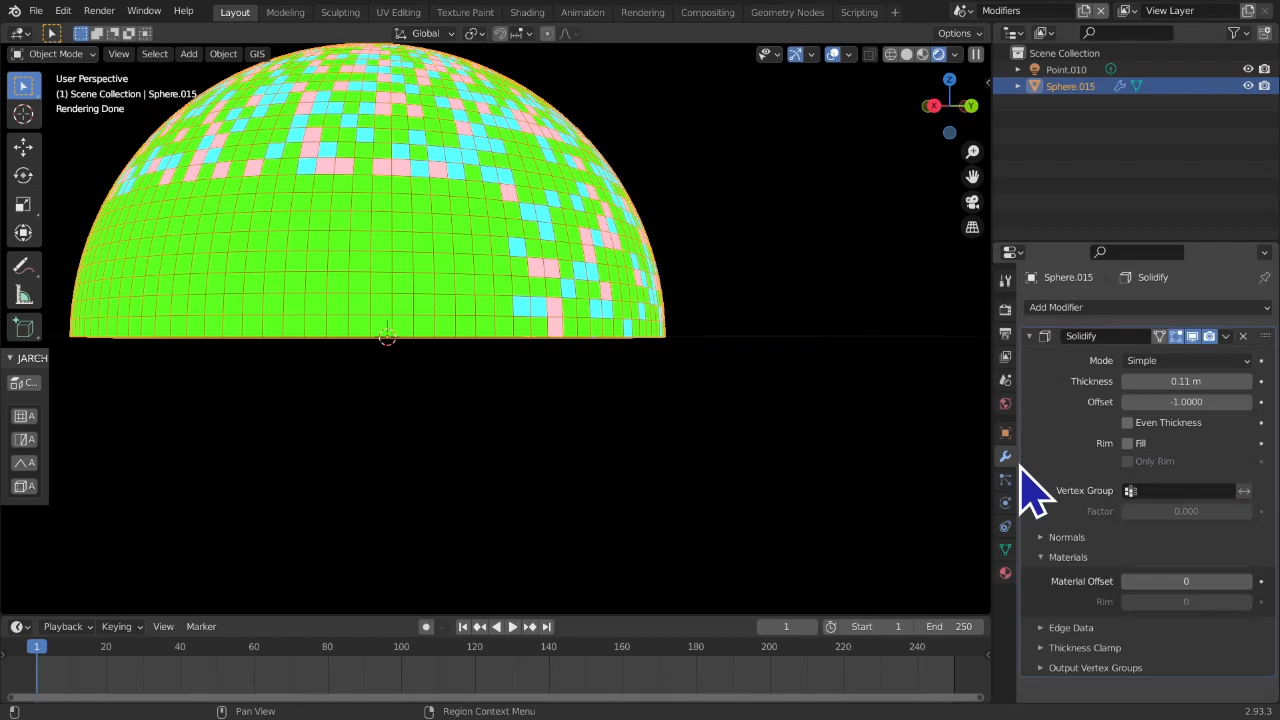 File Edit Render Window Help Layout Modeling Sculpting UV Editing Texture Paint Shading Animation Rendering Compositing Geometry Nodes Scripting Modifiers View Layer
Global Options
Object Mode View Select Add Object GIS
User Perspective
(1) Scene Collection | Sphere.015
Rendering Done
Z
X
Y
JARCH
C...
A
A
A
A
Scene Collection
Point.010
Sphere.015
Sphere.015 Solidify
Add Modifier
Solidify
Mode Simple
Thickness 0.11 m
Offset -1.0000
Even Thickness
Rim Fill
Only Rim
Vertex Group
Factor 0.000
Normals
Materials
Material Offset 0
Rim 0
Edge Data
Thickness Clamp
Output Vertex Groups
Playback Keying View Marker 1 Start 1 End 250
1 20 40 60 80 100 120 140 160 180 200 220 240
Pan View Region Context Menu 2.93.3